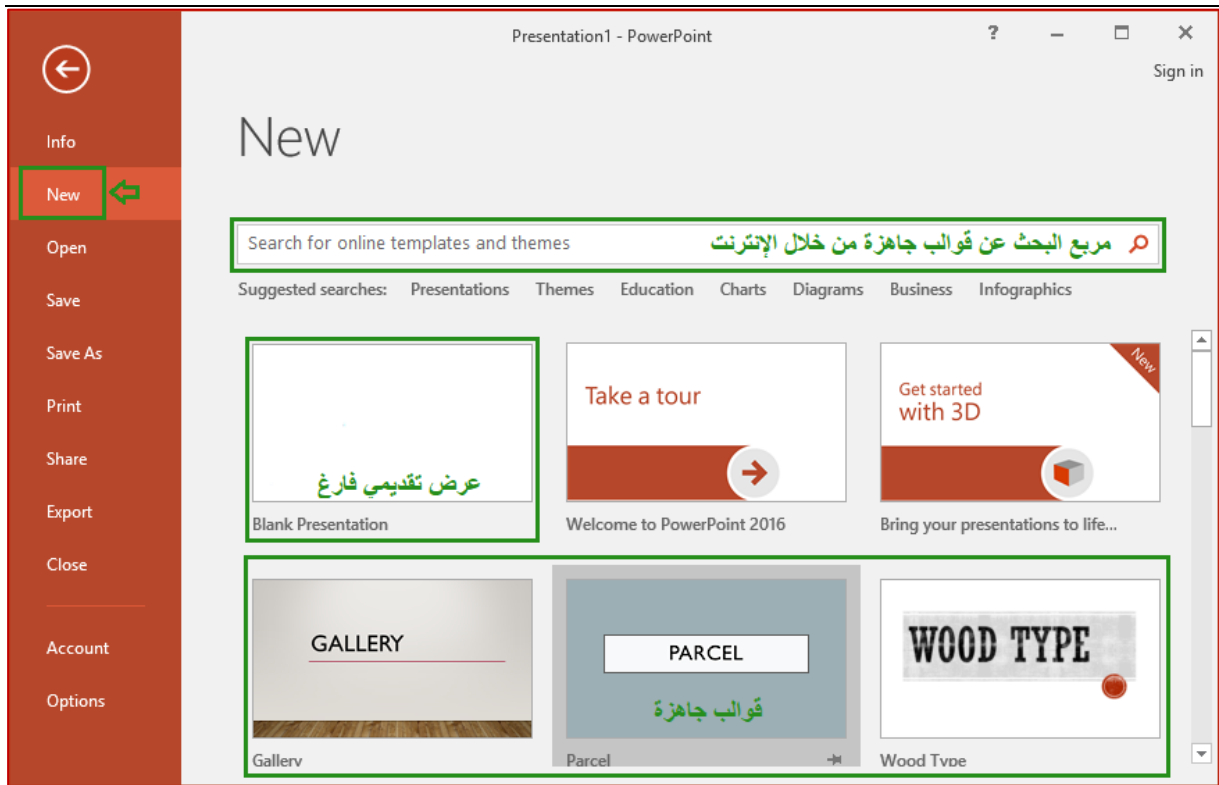 Presentation1 - PowerPoint
?
Sign in
Info
New
Open
Save
Save As
Print
Share
Export
Close
Account
Options
New
Search for online templates and themes مربع البحث عن قوالب جاهزة من خلال الإنترنت
Suggested searches: Presentations Themes Education Charts Diagrams Business Infographics
عرض تقديمي فارغ
Blank Presentation
Take a tour
Welcome to PowerPoint 2016
New
Get started
with 3D
Bring your presentations to life...
GALLERY
Gallery
PARCEL
قوالب جاهزة
Parcel
WOOD TYPE
Wood Type